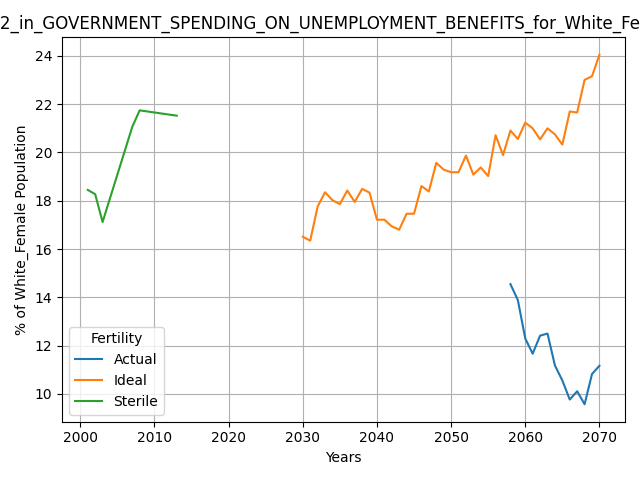 2_in_GOVERNMENT_SPENDING_ON_UNEMPLOYMENT_BENEFITS_for_White_Fe
% of White_Female Population
24
22
20
18
16
14
12
10
Fertility
Actual
Ideal
Sterile
2000 2010 2020 2030 2040 2050 2060 2070
Years